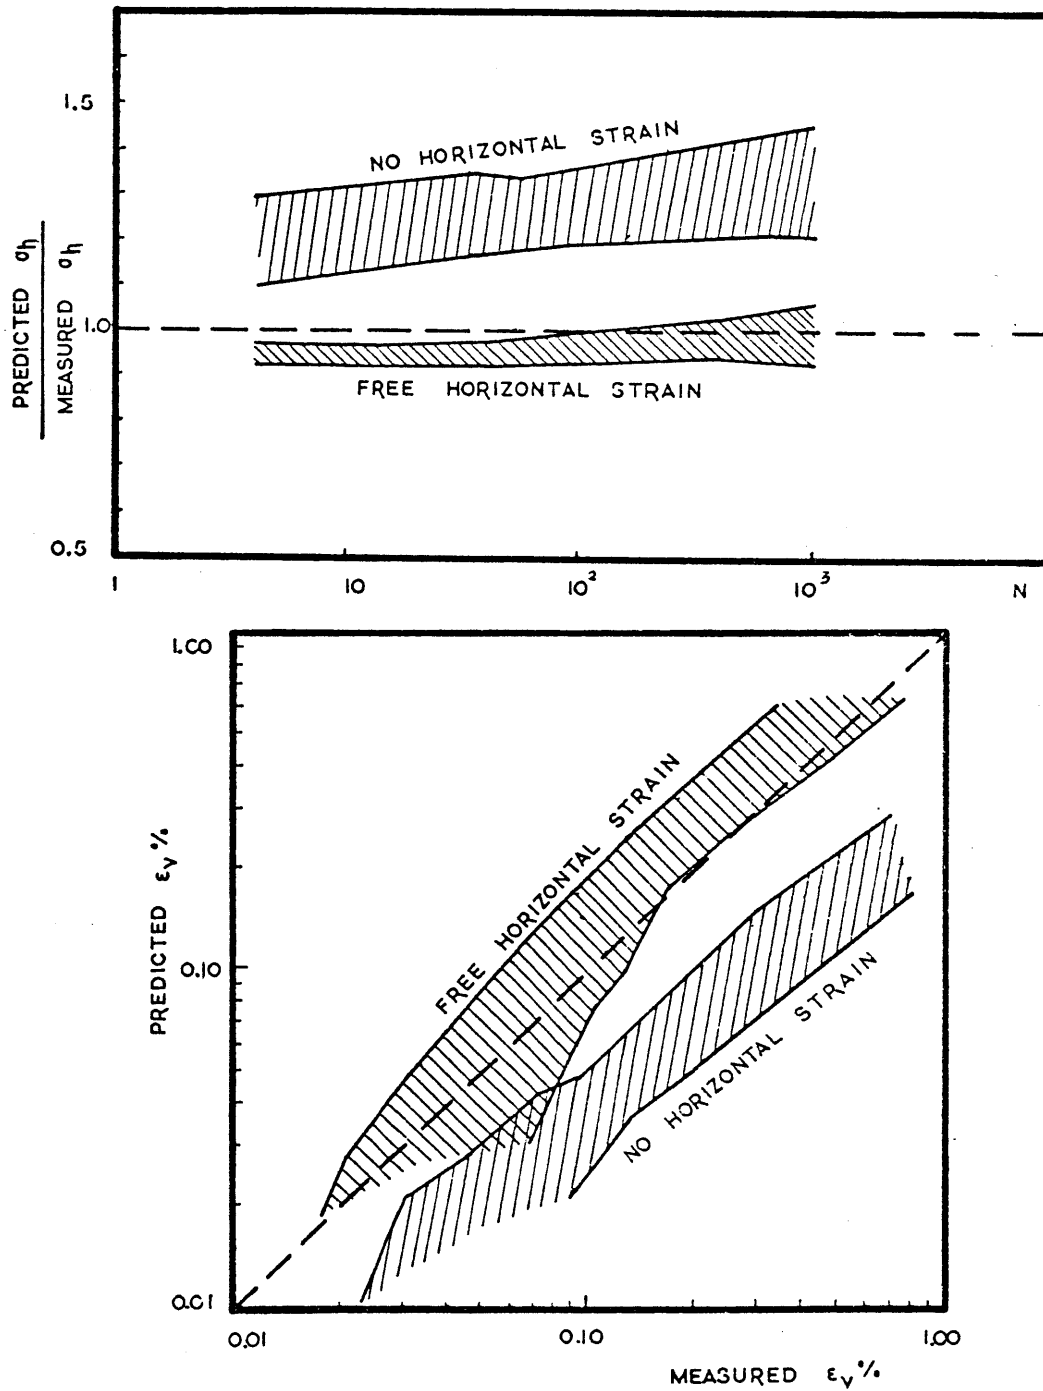 1.5
NO HORIZONTAL STRAIN
PREDICTED σh
MEASURED σh
1.0
FREE HORIZONTAL STRAIN
0.5
1
10
10²
10³
N
1.00
FREE HORIZONTAL STRAIN
PREDICTED εv %
0.10
NO HORIZONTAL STRAIN
0.01
0.01
0.10
1.00
MEASURED εv %